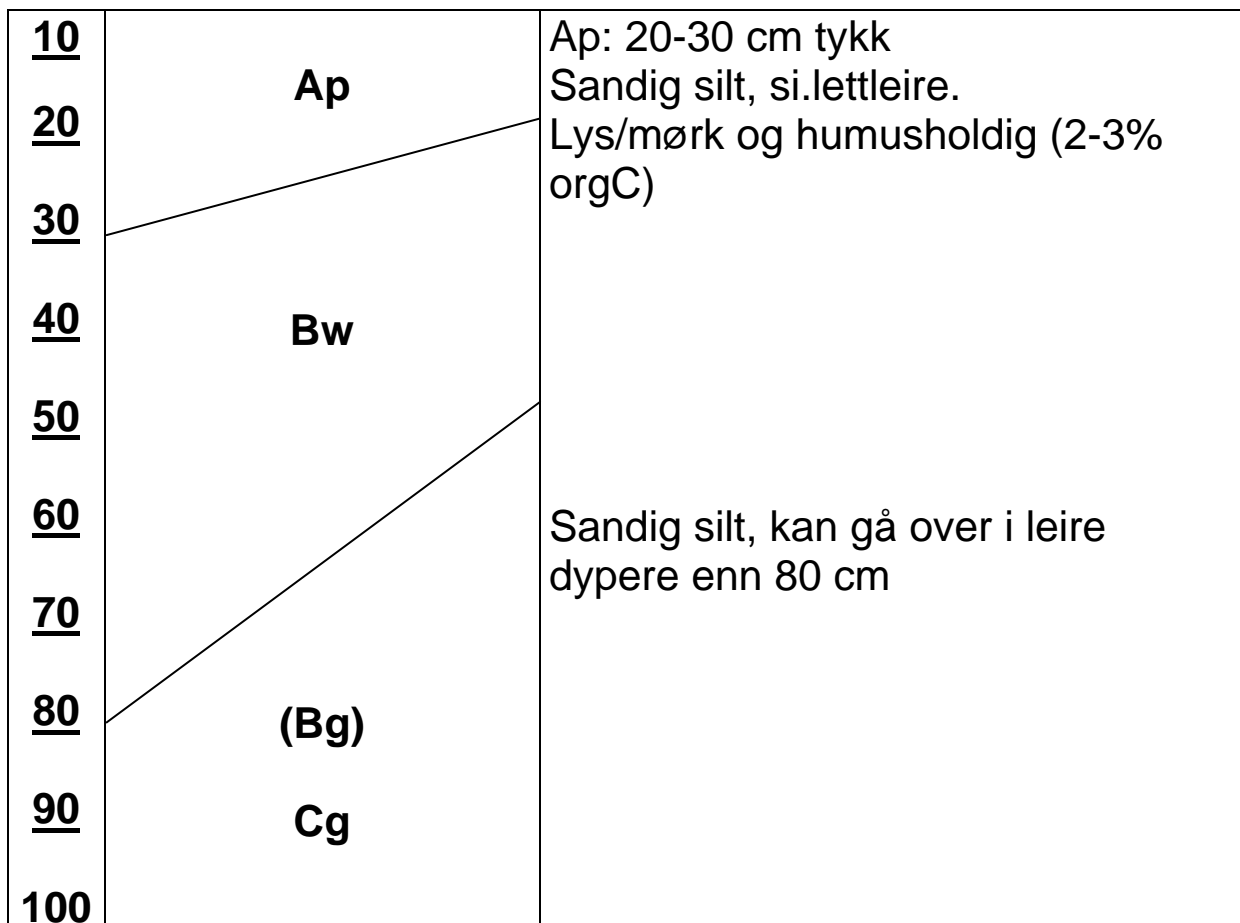 10
20
30
40
50
60
70
80
90
100
Ap
Bw
(Bg)
Cg
Ap: 20-30 cm tykk
Sandig silt, si.lettleire.
Lys/mørk og humusholdig (2-3%
orgC)
Sandig silt, kan gå over i leire
dypere enn 80 cm